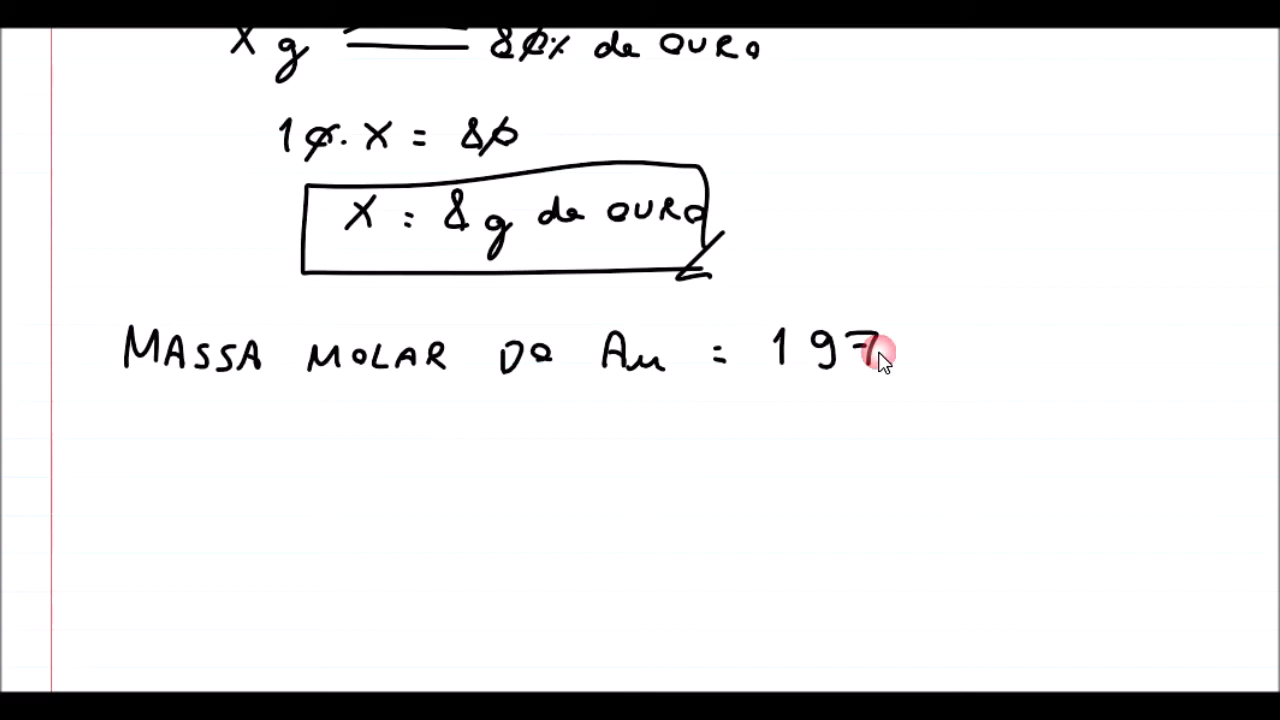 X g 80% de OURO
10. X = 80
X = 8 g de OURO
MASSA MOLAR DO Au = 197